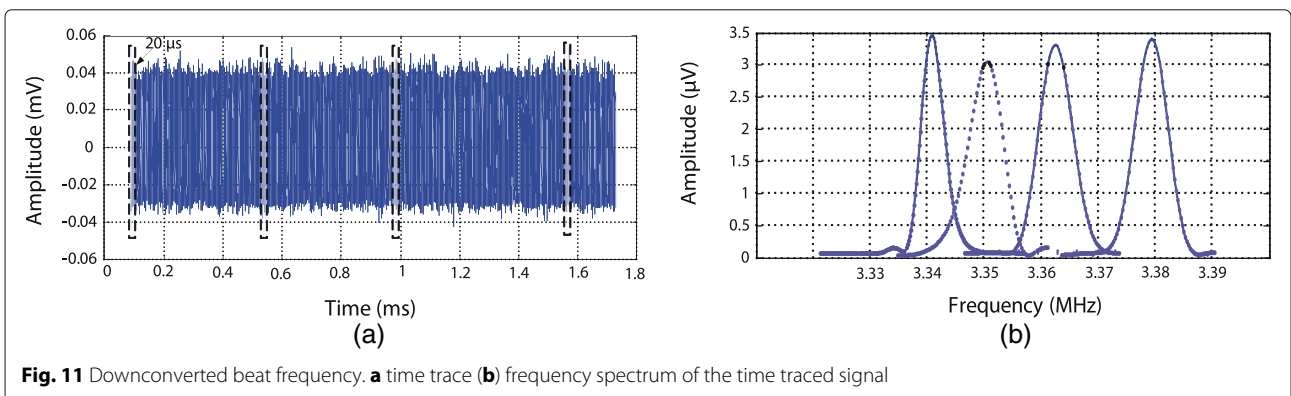 0.06
0.04
0.02
0
-0.02
-0.04
-0.06
Amplitude (mV)
20 μs
0 0.2 0.4 0.6 0.8 1 1.2 1.4 1.6 1.8
Time (ms)
(a)
3.5
3
2.5
2
1.5
1
0.5
0
Amplitude (μV)
3.33 3.34 3.35 3.36 3.37 3.38 3.39
Frequency (MHz)
(b)
Fig. 11 Downconverted beat frequency. a time trace (b) frequency spectrum of the time traced signal